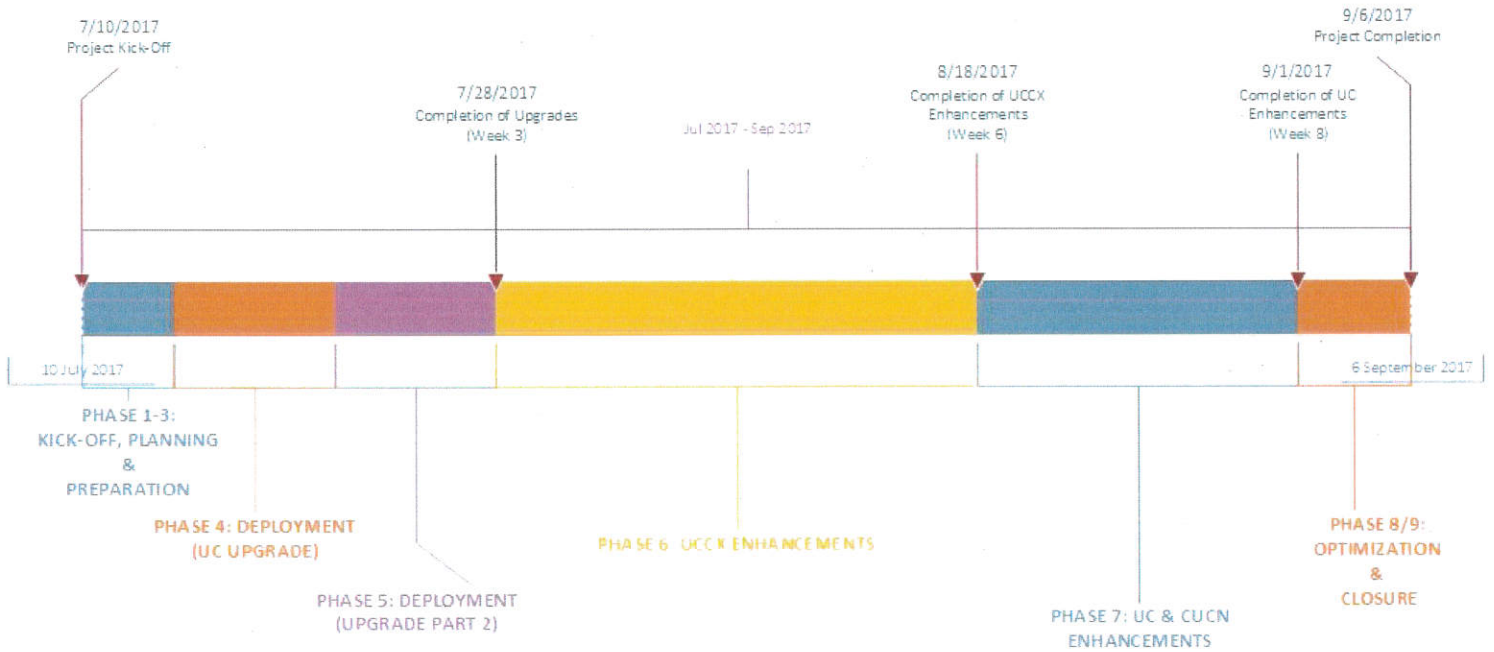 7/10/2017
Project Kick-Off
7/28/2017
Completion of Upgrades
(Week 3)
Jul 2017 - Sep 2017
8/18/2017
Completion of UCCX
Enhancements
(Week 6)
9/1/2017
Completion of UC
Enhancements
(Week 8)
9/6/2017
Project Completion
10 July 2017
6 September 2017
PHASE 1-3:
KICK-OFF, PLANNING
&
PREPARATION
PHASE 4: DEPLOYMENT
(UC UPGRADE)
PHASE 5: DEPLOYMENT
(UPGRADE PART 2)
PHASE 6: UCCX ENHANCEMENTS
PHASE 7: UC & CUCN
ENHANCEMENTS
PHASE 8/9:
OPTIMIZATION
&
CLOSURE